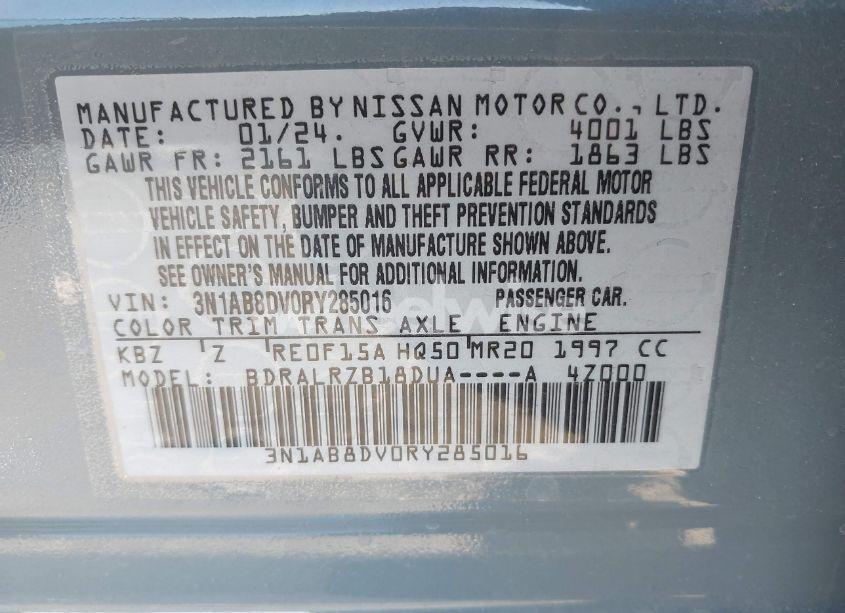 MANUFACTURED BY NISSAN MOTOR CO., LTD.
DATE: 01/24. GVWR: 4001 LBS
GAWR FR: 2161 LBS GAWR RR: 1863 LBS
THIS VEHICLE CONFORMS TO ALL APPLICABLE FEDERAL MOTOR
VEHICLE SAFETY, BUMPER AND THEFT PREVENTION STANDARDS
IN EFFECT ON THE DATE OF MANUFACTURE SHOWN ABOVE.
SEE OWNER'S MANUAL FOR ADDITIONAL INFORMATION.
VIN: 3N1AB8DV0RY285016 PASSENGER CAR.
COLOR TRIM TRANS AXLE ENGINE
KBZ Z RE0F15A HQ50 MR20 1997 CC
MODEL: BDRALRZB18DUA----A 4Z000
3N1AB8DV0RY285016